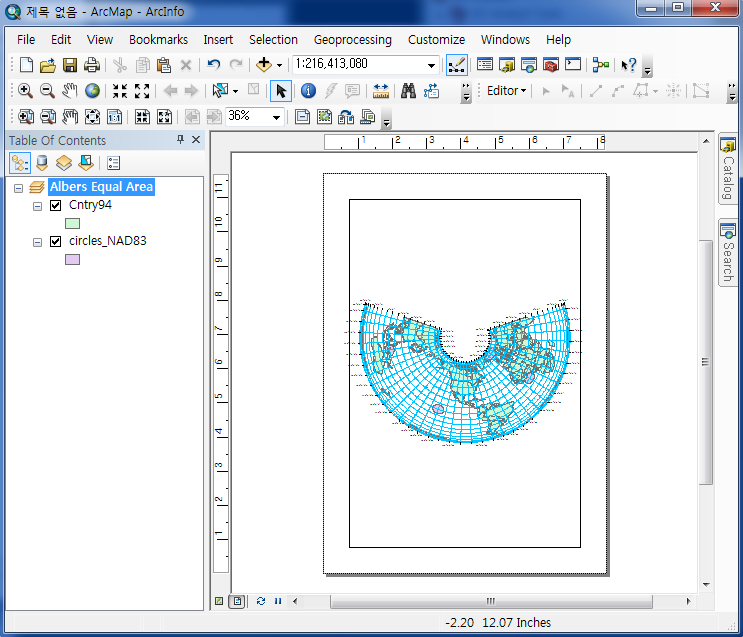 제목 없음 - ArcMap - ArcInfo
File Edit View Bookmarks Insert Selection Geoprocessing Customize Windows Help
1:216,413,080
Editor
36%
Table Of Contents
Albers Equal Area
Cntry94
circles_NAD83
1 2 3 4 5 6 7 8
11
10
9
8
7
6
5
4
3
2
1
Catalog
Search
-2.20 12.07 Inches